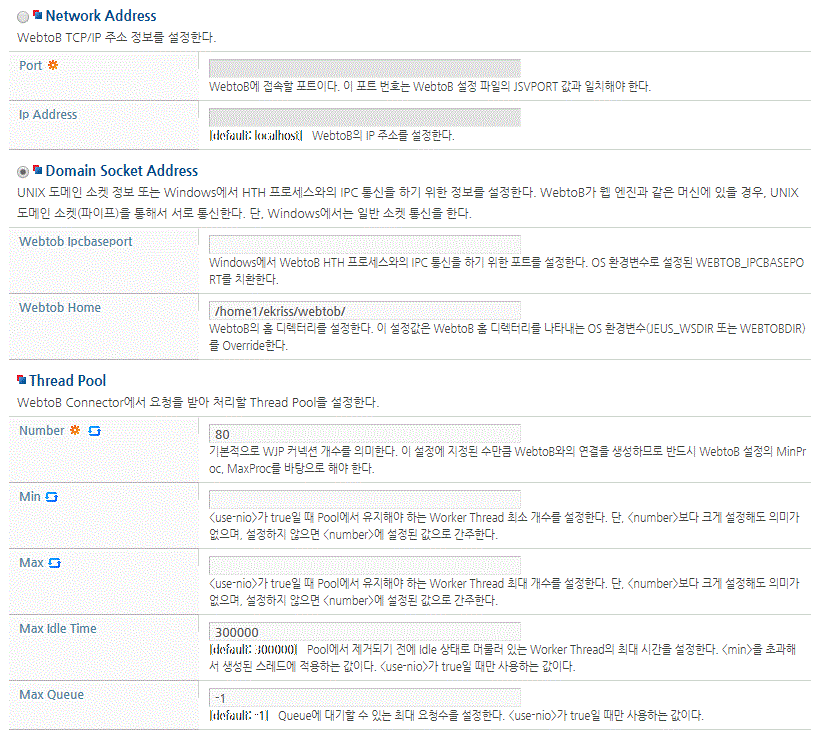 Network Address
WebtoB TCP/IP 주소 정보를 설정한다.
Port
WebtoB에 접속할 포트이다. 이 포트 번호는 WebtoB 설정 파일의 JSVPORT 값과 일치해야 한다.
Ip Address
[default: localhost] WebtoB의 IP 주소를 설정한다.
Domain Socket Address
UNIX 도메인 소켓 정보 또는 Windows에서 HTH 프로세스와의 IPC 통신을 하기 위한 정보를 설정한다. WebtoB가 웹 엔진과 같은 머신에 있을 경우, UNIX
도메인 소켓(파이프)을 통해서 서로 통신한다. 단, Windows에서는 일반 소켓 통신을 한다.
Webtob Ipcbaseport
Windows에서 WebtoB HTH 프로세스와의 IPC 통신을 하기 위한 포트를 설정한다. OS 환경변수로 설정된 WEBTOB_IPCBASEPO
RT를 치환한다.
Webtob Home
/home1/ekriss/webtob/
WebtoB의 홈 디렉터리를 설정한다. 이 설정값은 WebtoB 홈 디렉터리를 나타내는 OS 환경변수(JEUS_WSDIR 또는 WEBTOBDIR)
를 Override한다.
Thread Pool
WebtoB Connector에서 요청을 받아 처리할 Thread Pool을 설정한다.
Number
80
기본적으로 WJP 커넥션 개수를 의미한다. 이 설정에 지정된 수만큼 WebtoB와의 연결을 생성하므로 반드시 WebtoB 설정의 MinPr
oc, MaxProc를 바탕으로 해야 한다.
Min
<use-nio>가 true일 때 Pool에서 유지해야 하는 Worker Thread 최소 개수를 설정한다. 단, <number>보다 크게 설정해도 의미가
없으며, 설정하지 않으면 <number>에 설정된 값으로 간주한다.
Max
<use-nio>가 true일 때 Pool에서 유지해야 하는 Worker Thread 최대 개수를 설정한다. 단, <number>보다 크게 설정해도 의미가
없으며, 설정하지 않으면 <number>에 설정된 값으로 간주한다.
Max Idle Time
300000
[default: 300000] Pool에서 제거되기 전에 Idle 상태로 머물러 있는 Worker Thread의 최대 시간을 설정한다. <min>을 초과해
서 생성된 스레드에 적용하는 값이다. <use-nio>가 true일 때만 사용하는 값이다.
Max Queue
-1
[default: -1] Queue에 대기할 수 있는 최대 요청수을 설정한다. <use-nio>가 true일 때만 사용하는 값이다.